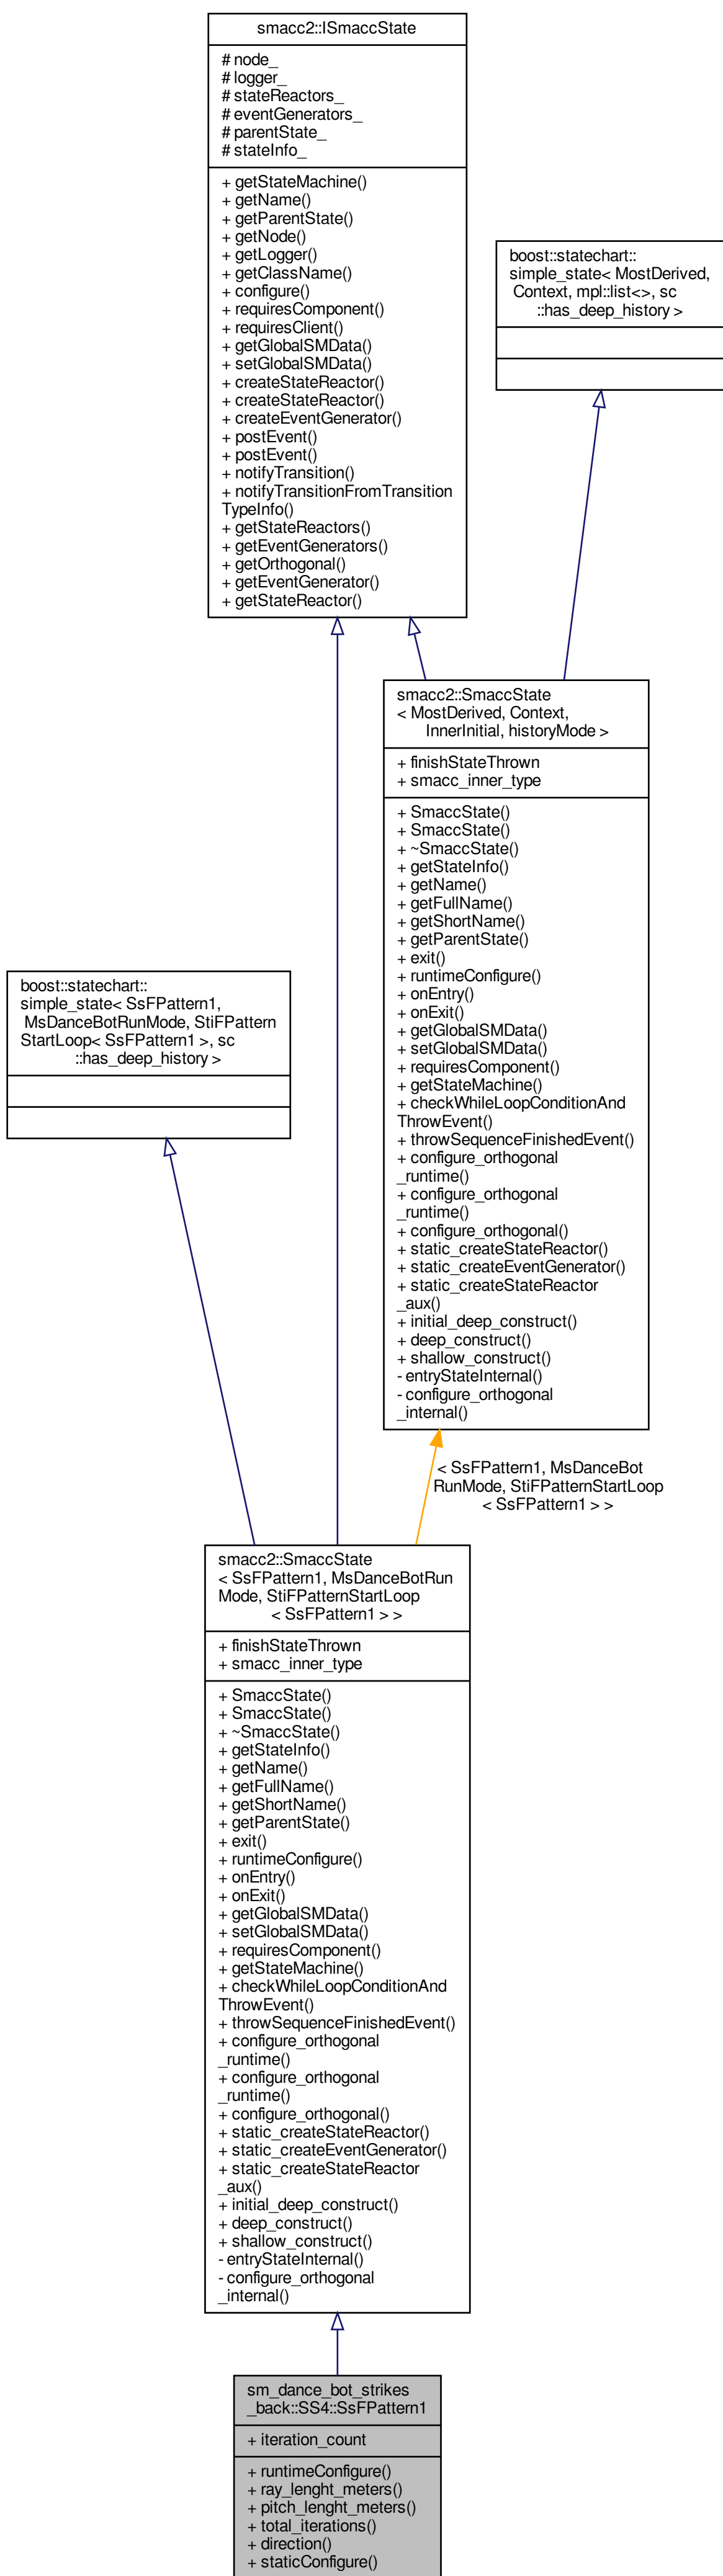 smacc2::ISmaccState
# node_
# logger_
# stateReactors_
# eventGenerators_
# parentState_
# stateInfo_
+ getStateMachine()
+ getName()
+ getParentState()
+ getNode()
+ getLogger()
+ getClassName()
+ configure()
+ requiresComponent()
+ requiresClient()
+ getGlobalSMData()
+ setGlobalSMData()
+ createStateReactor()
+ createStateReactor()
+ createEventGenerator()
+ postEvent()
+ postEvent()
+ notifyTransition()
+ notifyTransitionFromTransition
TypeInfo()
+ getStateReactors()
+ getEventGenerators()
+ getOrthogonal()
+ getEventGenerator()
+ getStateReactor()
boost::statechart::
simple_state< MostDerived,
Context, mpl::list<>, sc
::has_deep_history >
smacc2::SmaccState
< MostDerived, Context,
InnerInitial, historyMode >
+ finishStateThrown
+ smacc_inner_type
+ SmaccState()
+ SmaccState()
+ ~SmaccState()
+ getStateInfo()
+ getName()
+ getFullName()
+ getShortName()
+ getParentState()
+ exit()
+ runtimeConfigure()
+ onEntry()
+ onExit()
+ getGlobalSMData()
+ setGlobalSMData()
+ requiresComponent()
+ getStateMachine()
+ checkWhileLoopConditionAnd
ThrowEvent()
+ throwSequenceFinishedEvent()
+ configure_orthogonal
_runtime()
+ configure_orthogonal
_runtime()
+ configure_orthogonal()
+ static_createStateReactor()
+ static_createEventGenerator()
+ static_createStateReactor
_aux()
+ initial_deep_construct()
+ deep_construct()
+ shallow_construct()
- entryStateInternal()
- configure_orthogonal
_internal()
boost::statechart::
simple_state< SsFPattern1,
MsDanceBotRunMode, StiFPattern
StartLoop< SsFPattern1 >, sc
::has_deep_history >
< SsFPattern1, MsDanceBot
RunMode, StiFPatternStartLoop
< SsFPattern1 > >
smacc2::SmaccState
< SsFPattern1, MsDanceBotRun
Mode, StiFPatternStartLoop
< SsFPattern1 > >
+ finishStateThrown
+ smacc_inner_type
+ SmaccState()
+ SmaccState()
+ ~SmaccState()
+ getStateInfo()
+ getName()
+ getFullName()
+ getShortName()
+ getParentState()
+ exit()
+ runtimeConfigure()
+ onEntry()
+ onExit()
+ getGlobalSMData()
+ setGlobalSMData()
+ requiresComponent()
+ getStateMachine()
+ checkWhileLoopConditionAnd
ThrowEvent()
+ throwSequenceFinishedEvent()
+ configure_orthogonal
_runtime()
+ configure_orthogonal
_runtime()
+ configure_orthogonal()
+ static_createStateReactor()
+ static_createEventGenerator()
+ static_createStateReactor
_aux()
+ initial_deep_construct()
+ deep_construct()
+ shallow_construct()
- entryStateInternal()
- configure_orthogonal
_internal()
sm_dance_bot_strikes
_back::SS4::SsFPattern1
+ iteration_count
+ runtimeConfigure()
+ ray_lenght_meters()
+ pitch_lenght_meters()
+ total_iterations()
+ direction()
+ staticConfigure()